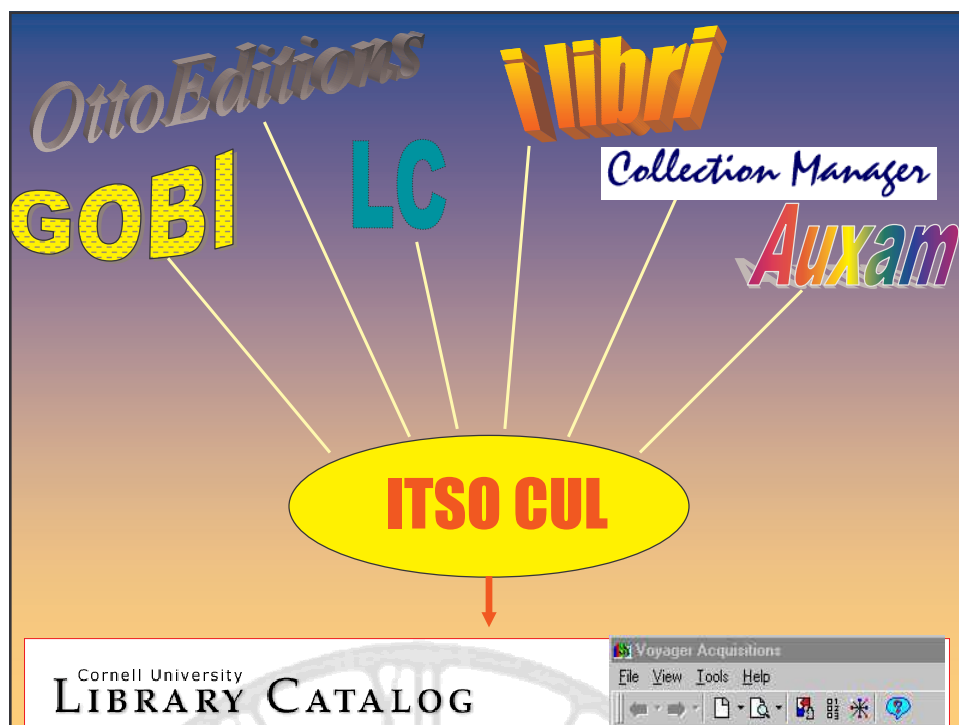 OttoEditions
i libri
GOBI
LC
Collection Manager
Auxam
ITSO CUL
Cornell University
LIBRARY CATALOG
Voyager Acquisitions
File View Tools Help